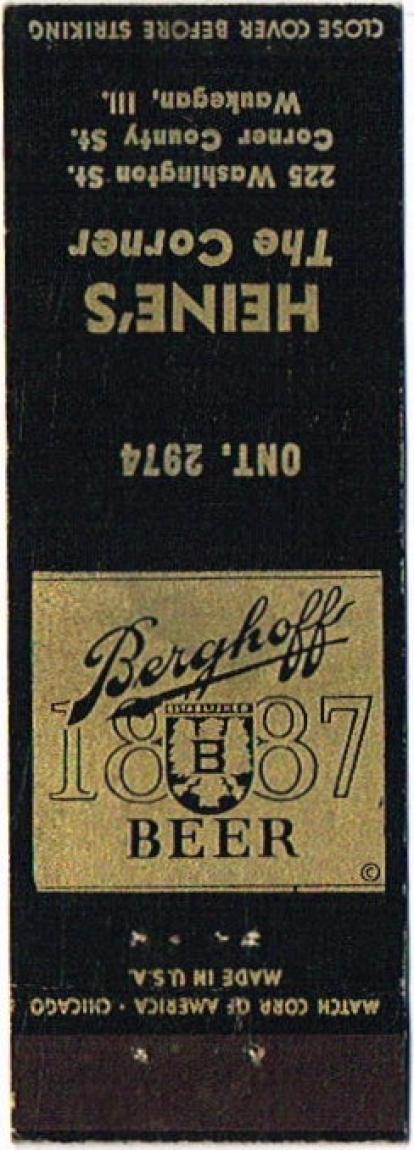 CLOSE COVER BEFORE STRIKING
HEINE'S
The Corner
225 Washington St.
Corner County St.
Waukegan, Ill.
ONT. 2974
Berghoff
1887
ESTABLISHED
B
BEER
©
MADE IN U.S.A.
MATCH CORP. OF AMERICA · CHICAGO